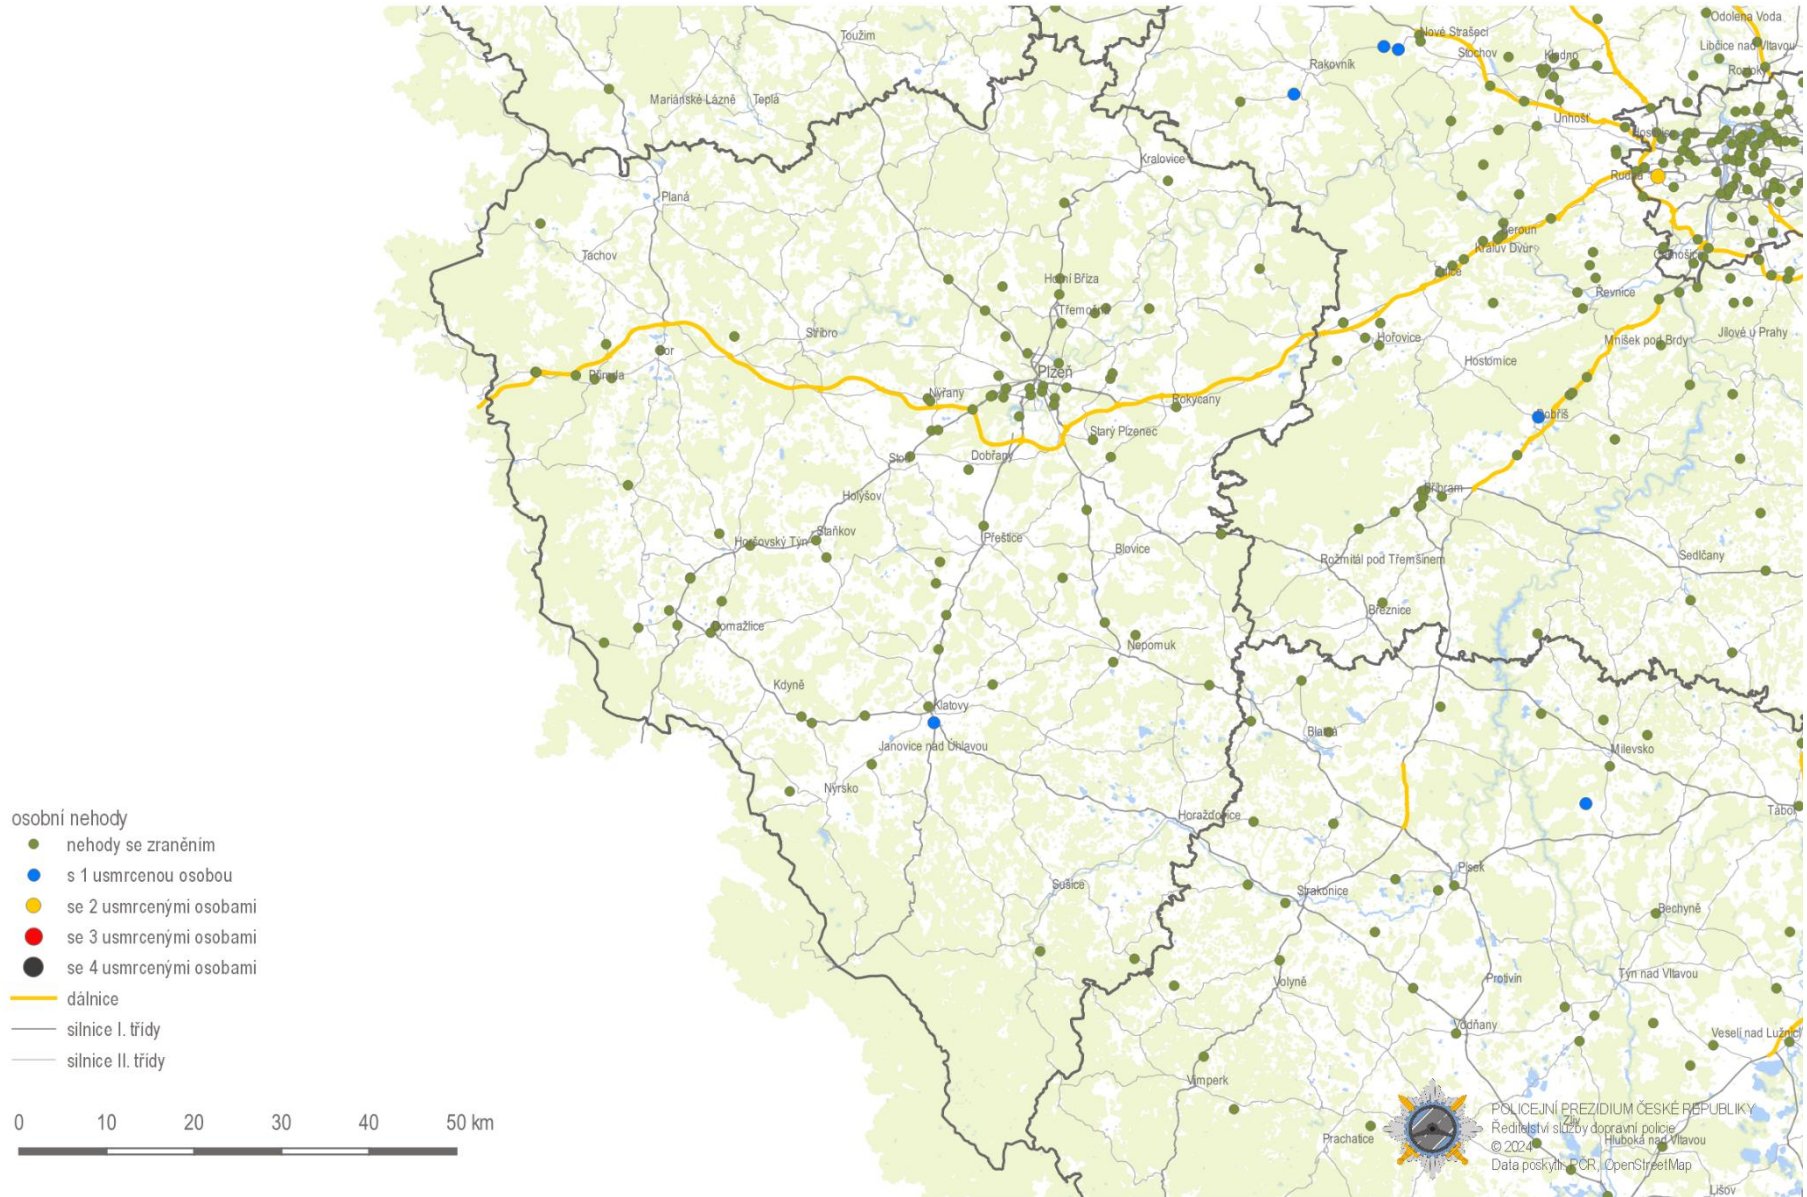 Odolena Voda
Nové Strašecí
Toužim
Stochov
Kladno
Libčice nad Vltavou
Rakovník
Roztoky
Mariánské Lázně
Teplá
Unhošť
Hostivice
Kralovice
Rudná
Planá
Beroun
Králův Dvůr
Tachov
Černošice
Žebrák
Horní Bříza
Řevnice
Třemošná
Stříbro
Hořovice
Mníšek pod Brdy
Jílové u Prahy
Bor
Hostomice
Přimda
Plzeň
Nýřany
Rokycany
Dobříš
Starý Plzenec
Stod
Dobřany
Holýšov
Příbram
Staňkov
Horšovský Týn
Přeštice
Blovice
Rožmitál pod Třemšínem
Sedlčany
Březnice
Domažlice
Nepomuk
Kdyně
Klatovy
Janovice nad Úhlavou
Blatná
Milevsko
Nýrsko
Horažďovice
Tábor
osobní nehody
nehody se zraněním
s 1 usmrcenou osobou
se 2 usmrcenými osobami
se 3 usmrcenými osobami
se 4 usmrcenými osobami
dálnice
silnice I. třídy
silnice II. třídy
Písek
Sušice
Strakonice
Bechyně
Volyně
Protivín
Týn nad Vltavou
Vodňany
Veselí nad Lužnicí
Vimperk
0 10 20 30 40 50 km
POLICEJNÍ PREZIDIUM ČESKÉ REPUBLIKY
Ředitelství služby dopravní policie
Zliv
Prachatice
© 2024
Hluboká nad Vltavou
Data poskytli: PČR, OpenStreetMap
Lišov